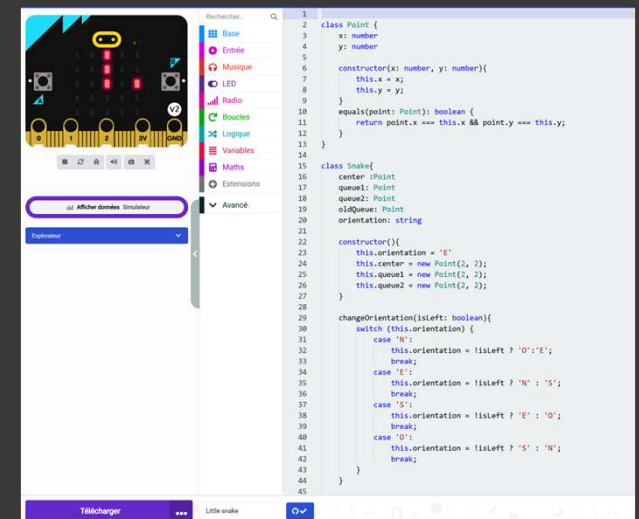 Rechercher...
Base
Entrée
Musique
LED
Radio
Boucles
Logique
Variables
Maths
Extensions
Avancé
B
A
V2
0
1
2
3V
GND
Afficher données Simulateur
Explorateur
Télécharger
Little snake
1
2 class Point {
3 x: number
4 y: number
5
6 constructor(x: number, y: number){
7 this.x = x;
8 this.y = y;
9 }
10 equals(point: Point): boolean {
11 return point.x === this.x && point.y === this.y;
12 }
13 }
14
15 class Snake{
16 center :Point
17 queue1: Point
18 queue2: Point
19 oldQueue: Point
20 orientation: string
21
22 constructor(){
23 this.orientation = 'E'
24 this.center = new Point(2, 2);
25 this.queue1 = new Point(2, 2);
26 this.queue2 = new Point(2, 2);
27 }
28
29 changeOrientation(isLeft: boolean){
30 switch (this.orientation) {
31 case 'N':
32 this.orientation = !isLeft ? 'O':'E';
33 break;
34 case 'E':
35 this.orientation = !isLeft ? 'N' : 'S';
36 break;
37 case 'S':
38 this.orientation = !isLeft ? 'E' : 'O';
39 break;
40 case 'O':
41 this.orientation = !isLeft ? 'S' : 'N';
42 break;
43 }
44 }
45